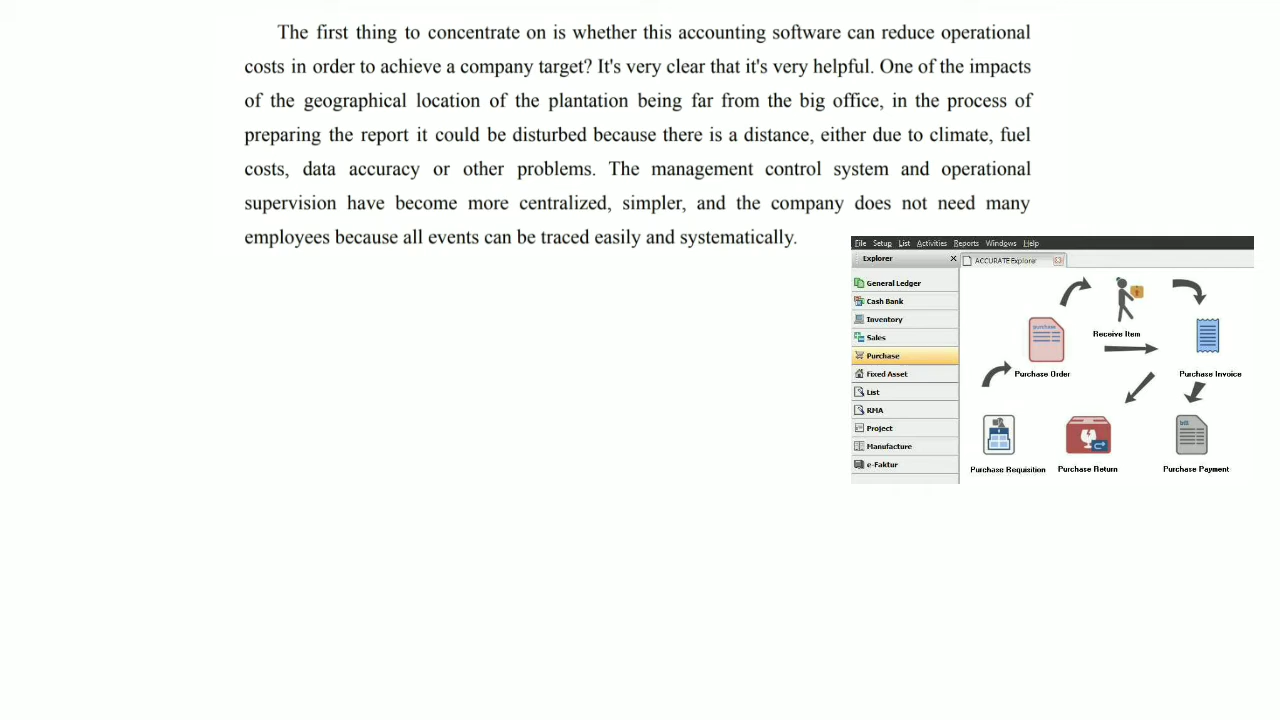 The first thing to concentrate on is whether this accounting software can reduce operational
costs in order to achieve a company target? It's very clear that it's very helpful. One of the impacts
of the geographical location of the plantation being far from the big office, in the process of
preparing the report it could be disturbed because there is a distance, either due to climate, fuel
costs, data accuracy or other problems. The management control system and operational
supervision have become more centralized, simpler, and the company does not need many
employees because all events can be traced easily and systematically.
File Setup List Activities Reports Windows Help
Explorer
ACCURATE Explorer
General Ledger
Cash Bank
Inventory
Sales
Purchase
Fixed Asset
List
RMA
Project
Manufacture
e-Faktur
Receive Item
purchase
Purchase Order
Purchase Invoice
bill
Purchase Requisition
Purchase Return
Purchase Payment